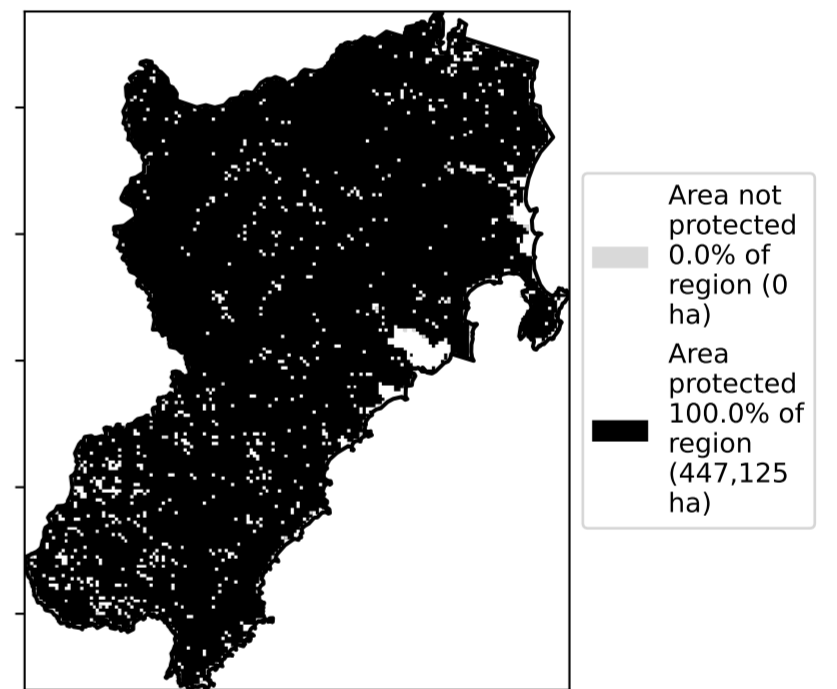 Area not
protected
0.0% of
region (0
ha)
Area
protected
100.0% of
region
(447,125
ha)